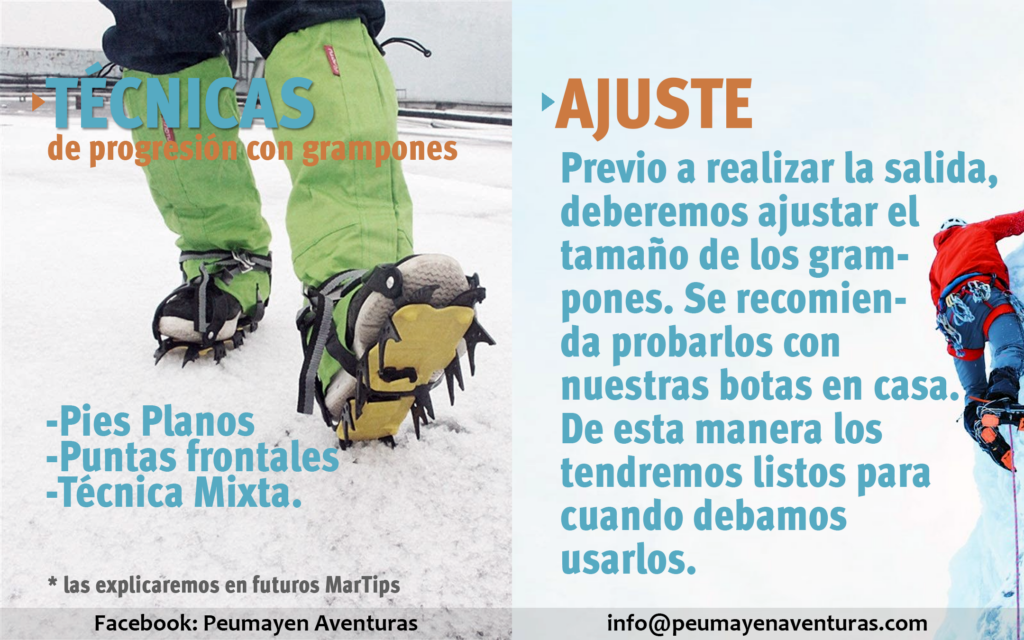 TÉCNICAS
de progresión con grampones
-Pies Planos
-Puntas frontales
-Técnica Mixta.
* las explicaremos en futuros MarTips
Facebook: Peumayen Aventuras
AJUSTE
Previo a realizar la salida,
deberemos ajustar el
tamaño de los gram-
pones. Se recomien-
da probarlos con
nuestras botas en casa.
De esta manera los
tendremos listos para
cuando debamos
usarlos.
info@peumayenaventuras.com